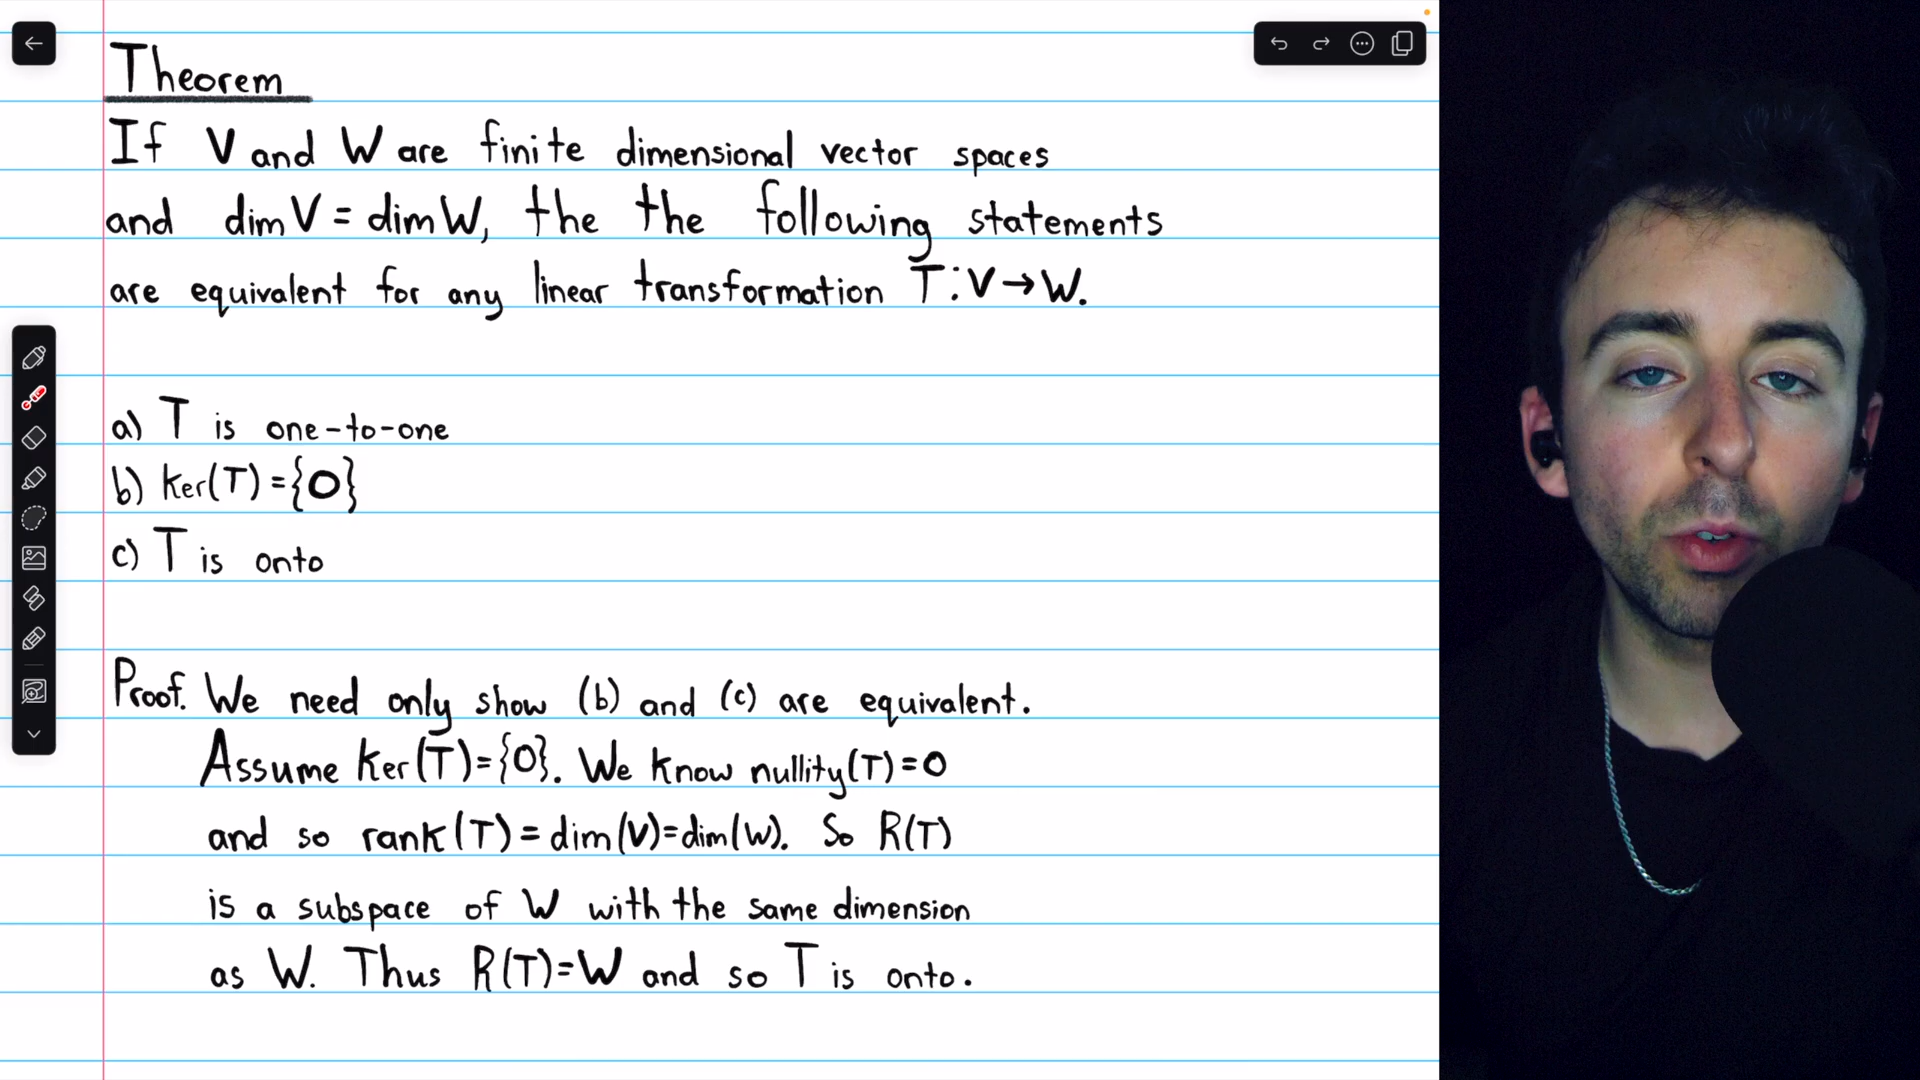 Theorem
If V and W are finite dimensional vector spaces
and dim V = dim W, the the following statements
are equivalent for any linear transformation T:V→W.
a) T is one-to-one
b) ker(T)={0}
c) T is onto
Proof. We need only show (b) and (c) are equivalent.
Assume ker(T)={0}. We know nullity(T)=0
and so rank(T)=dim(V)=dim(W). So R(T)
is a subspace of W with the same dimension
as W. Thus R(T)=W and so T is onto.